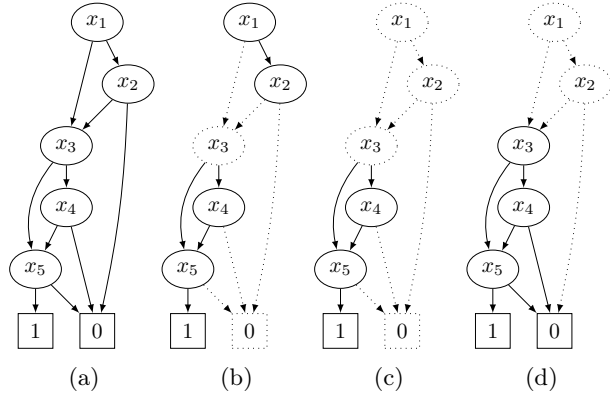 x1 x1 x1 x1
x2 x2 x2 x2
x3 x3 x3 x3
x4 x4 x4 x4
x5 x5 x5 x5
1 0 1 0 1 0 1 0
(a) (b) (c) (d)